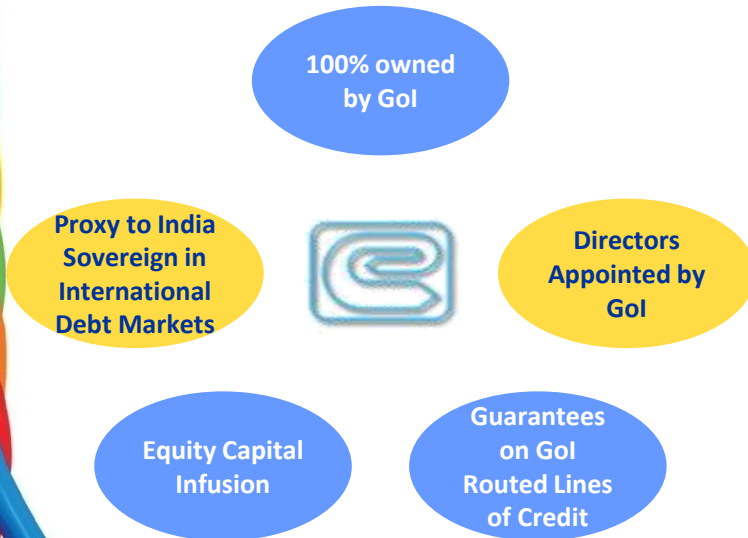 100% owned
by GoI
Proxy to India
Sovereign in
International
Debt Markets
Directors
Appointed by
GoI
Equity Capital
Infusion
Guarantees
on GoI
Routed Lines
of Credit